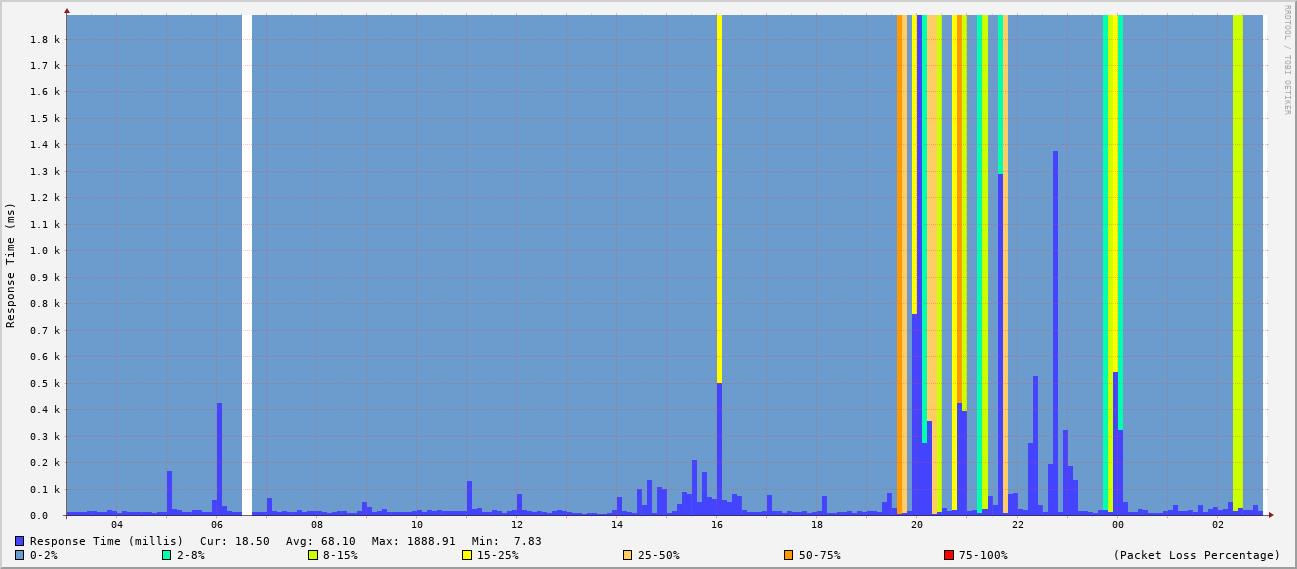 RRDTOOL / TOBI OETIKER
Response Time (ms)
1.8 k
1.7 k
1.6 k
1.5 k
1.4 k
1.3 k
1.2 k
1.1 k
1.0 k
0.9 k
0.8 k
0.7 k
0.6 k
0.5 k
0.4 k
0.3 k
0.2 k
0.1 k
0.0
04 06 08 10 12 14 16 18 20 22 00 02
Response Time (millis) Cur: 18.50 Avg: 68.10 Max: 1888.91 Min: 7.83
0-2% 2-8% 8-15% 15-25% 25-50% 50-75% 75-100% (Packet Loss Percentage)